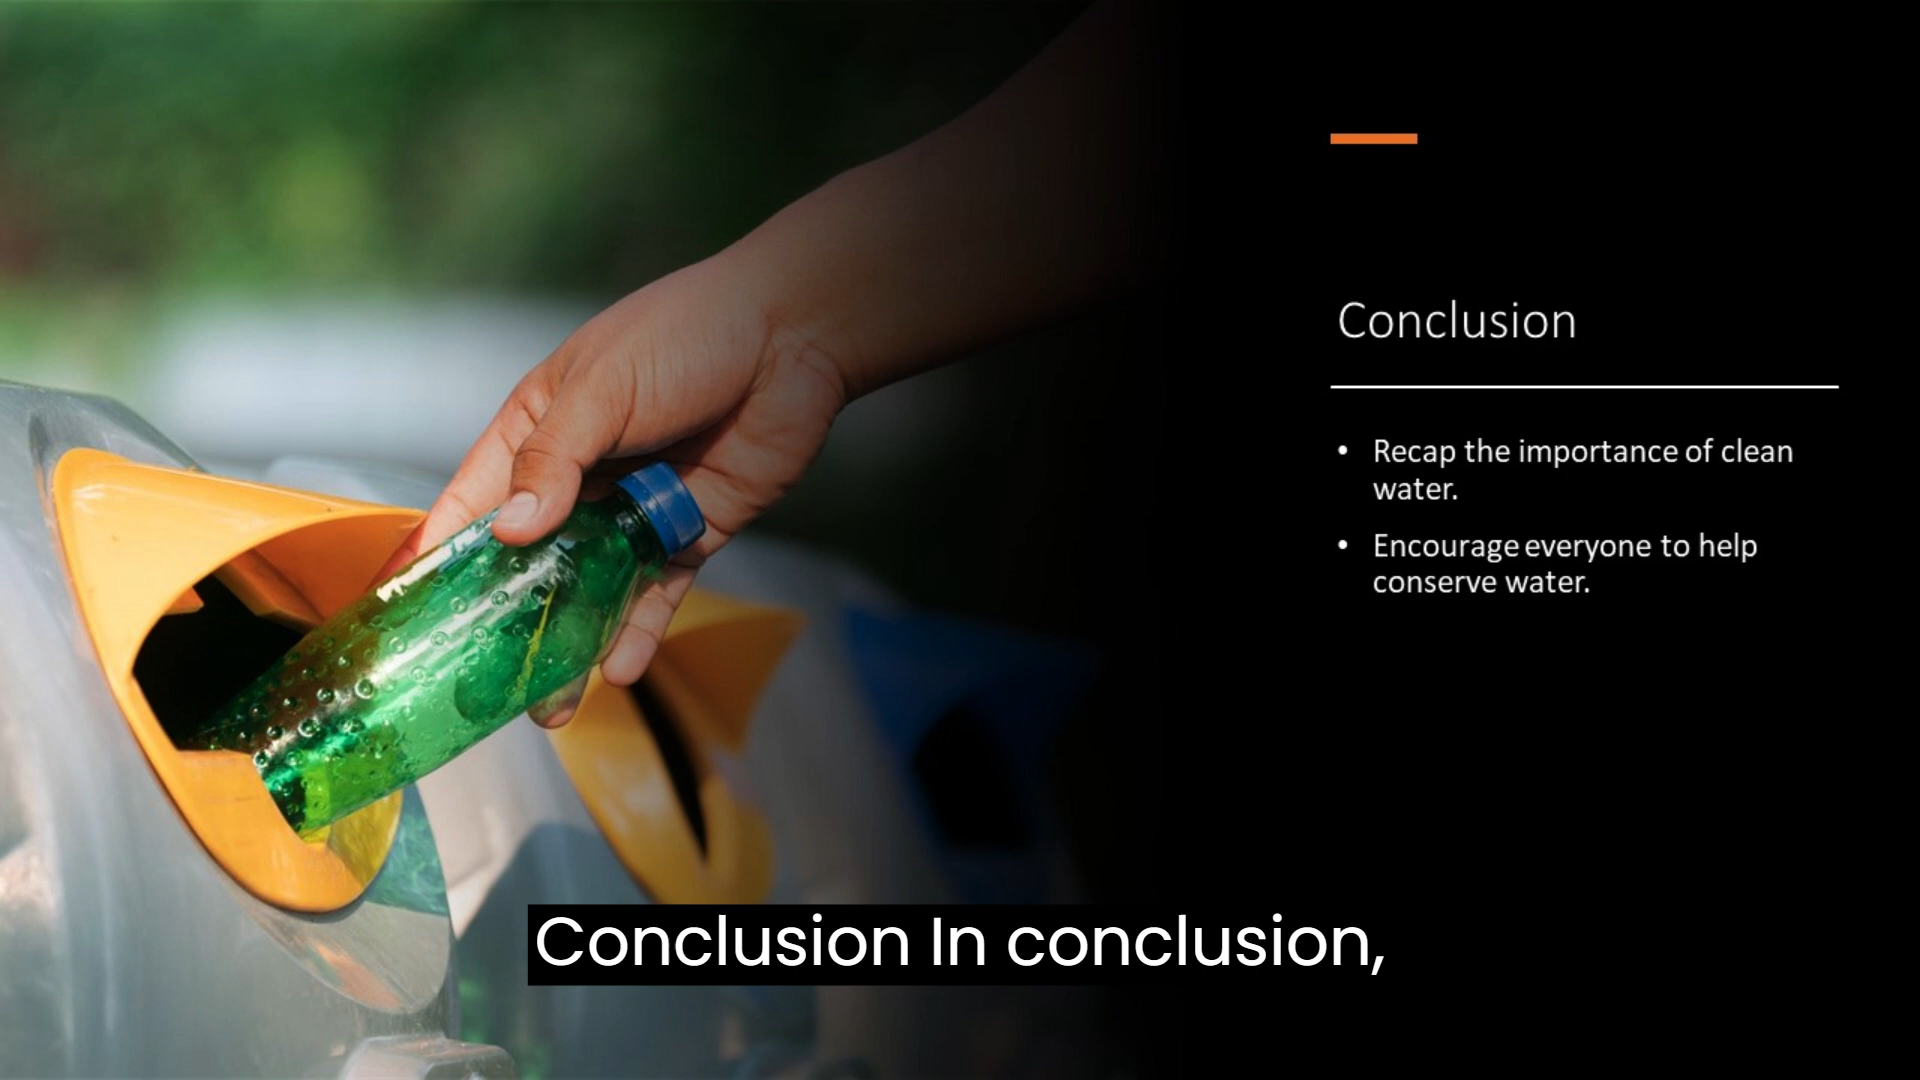 Conclusion
• Recap the importance of clean
water.
• Encourage everyone to help
conserve water.
Conclusion In conclusion,